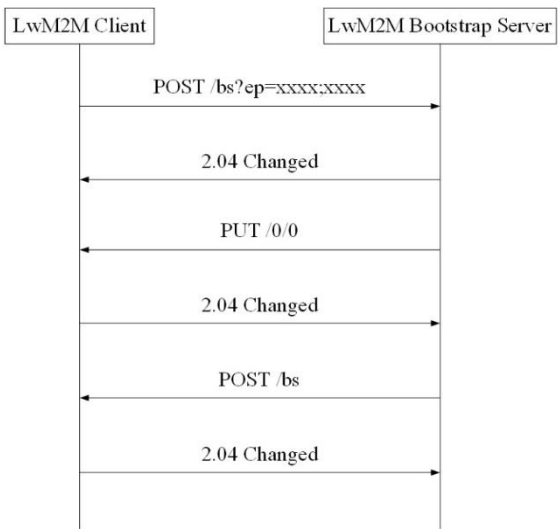 LwM2M Client
LwM2M Bootstrap Server
POST /bs?ep=xxxx;xxxx
2.04 Changed
PUT /0/0
2.04 Changed
POST /bs
2.04 Changed